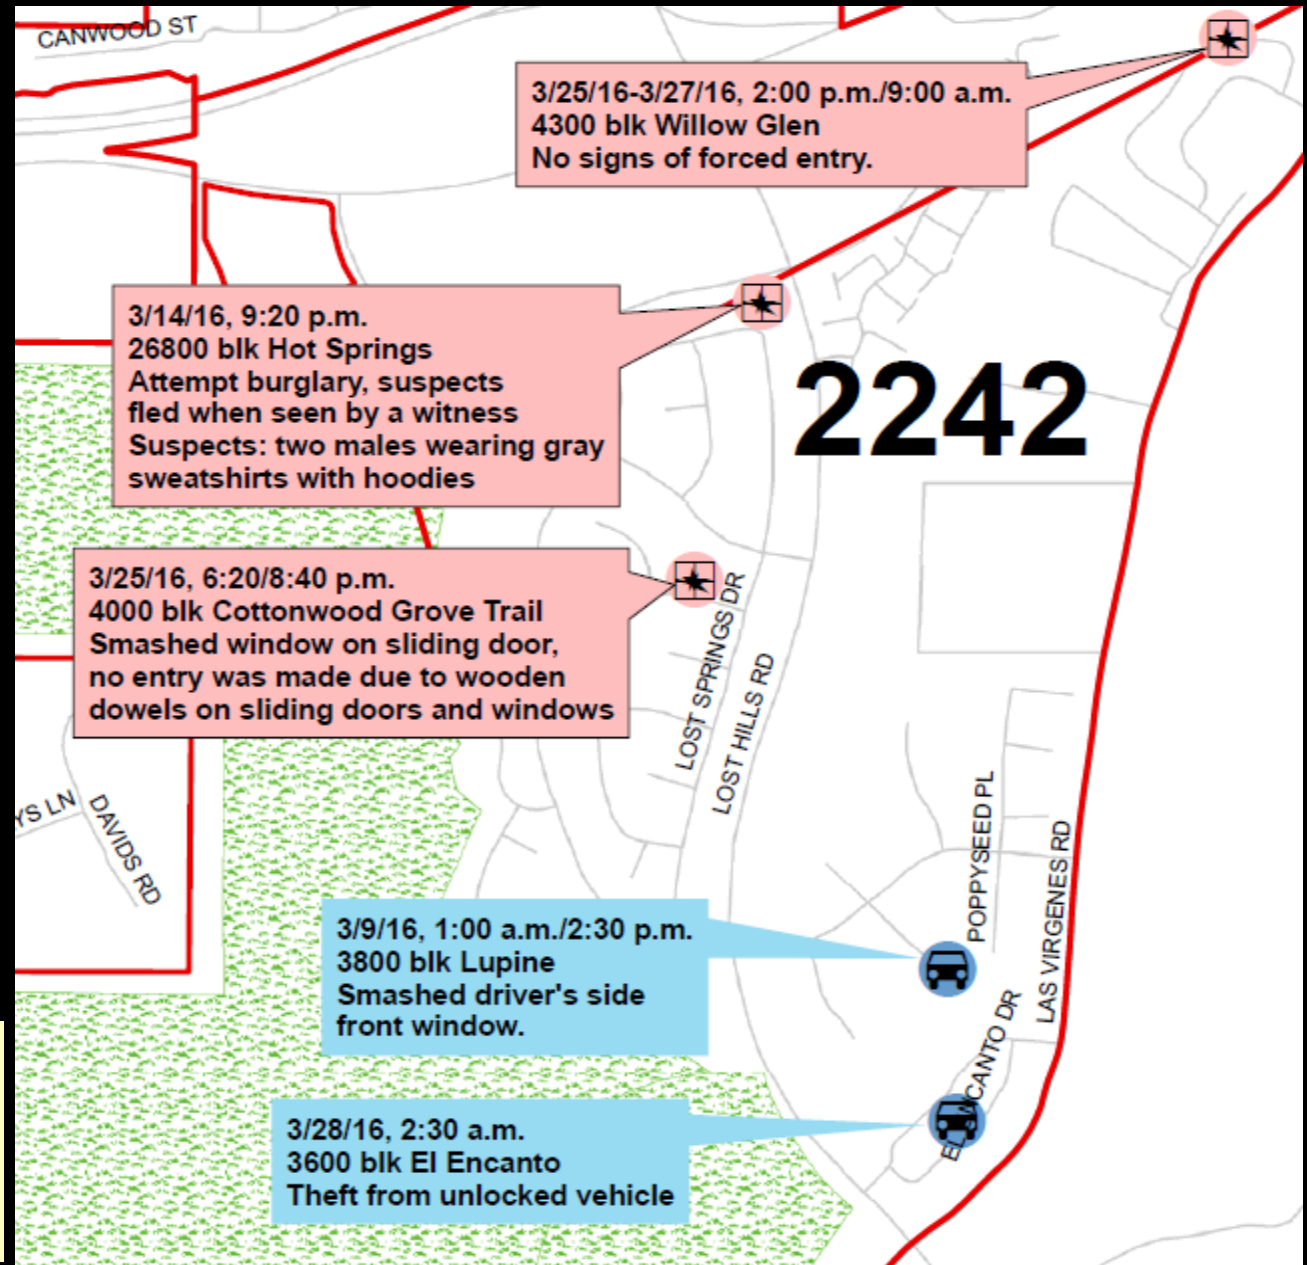 CANWOOD ST
3/25/16-3/27/16, 2:00 p.m./9:00 a.m.
4300 blk Willow Glen
No signs of forced entry.
3/14/16, 9:20 p.m.
26800 blk Hot Springs
Attempt burglary, suspects
fled when seen by a witness
Suspects: two males wearing gray
sweatshirts with hoodies
2242
3/25/16, 6:20/8:40 p.m.
4000 blk Cottonwood Grove Trail
Smashed window on sliding door,
no entry was made due to wooden
dowels on sliding doors and windows
LOST SPRINGS DR
LOST HILLS RD
YS LN
DAVIDS RD
POPPYSEED PL
LAS VIRGENES RD
3/9/16, 1:00 a.m./2:30 p.m.
3800 blk Lupine
Smashed driver's side
front window.
EL ENCANTO DR
3/28/16, 2:30 a.m.
3600 blk El Encanto
Theft from unlocked vehicle